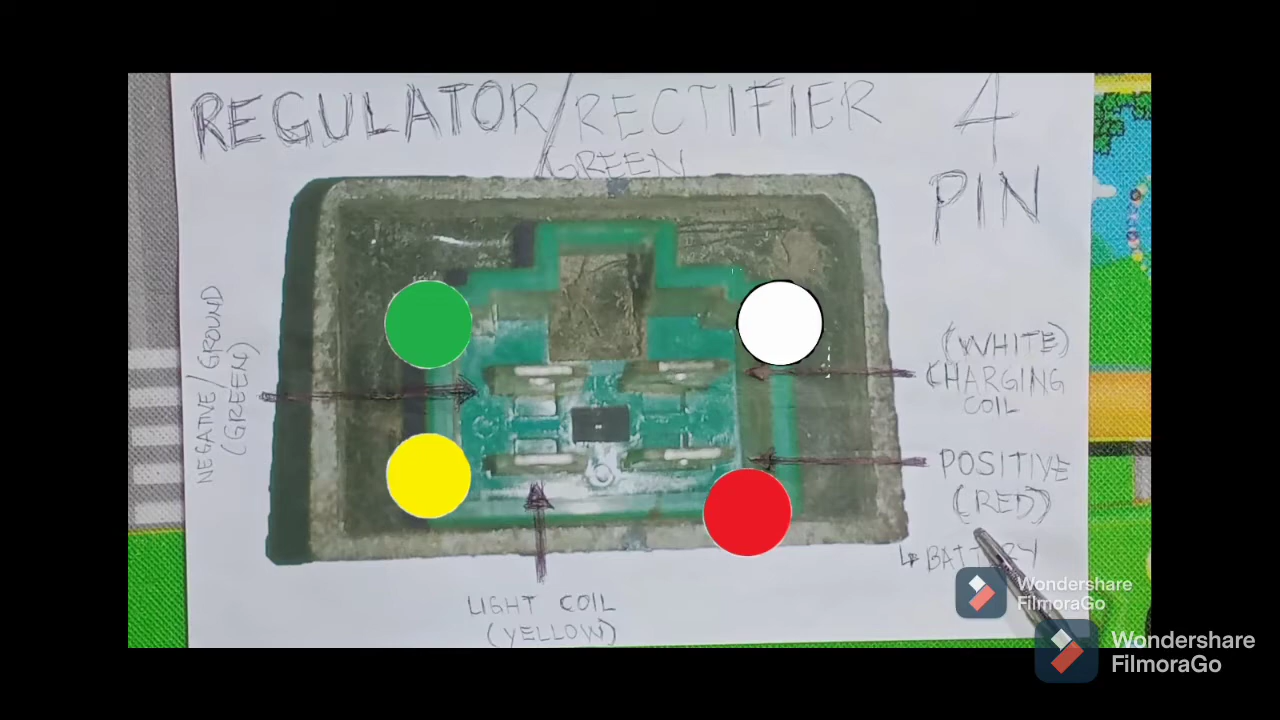 REGULATOR/RECTIFIER 4
PIN
GREEN
NEGATIVE/GROUND
(GREEN)
(WHITE)
CHARGING
COIL
POSITIVE
(RED)
↳ BATTERY
LIGHT COIL
(YELLOW)
Wondershare
FilmoraGo
Wondershare
FilmoraGo